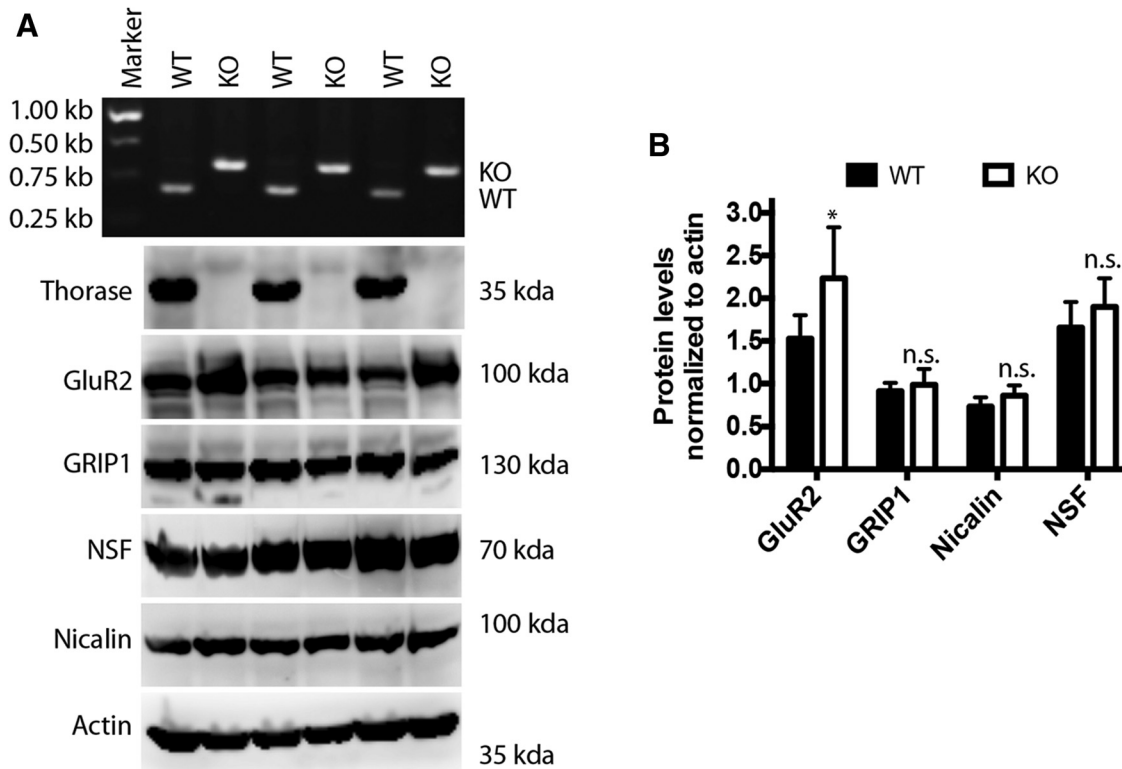 A
Marker WT KO WT KO WT KO
1.00 kb
0.50 kb
0.75 kb
0.25 kb
KO
WT
Thorase 35 kda
GluR2 100 kda
GRIP1 130 kda
NSF 70 kda
Nicalin 100 kda
Actin 35 kda
B
WT KO
Protein levels
normalized to actin
3.0
2.5
2.0
1.5
1.0
0.5
0.0
*
n.s.
n.s.
n.s.
GluR2 GRIP1 Nicalin NSF